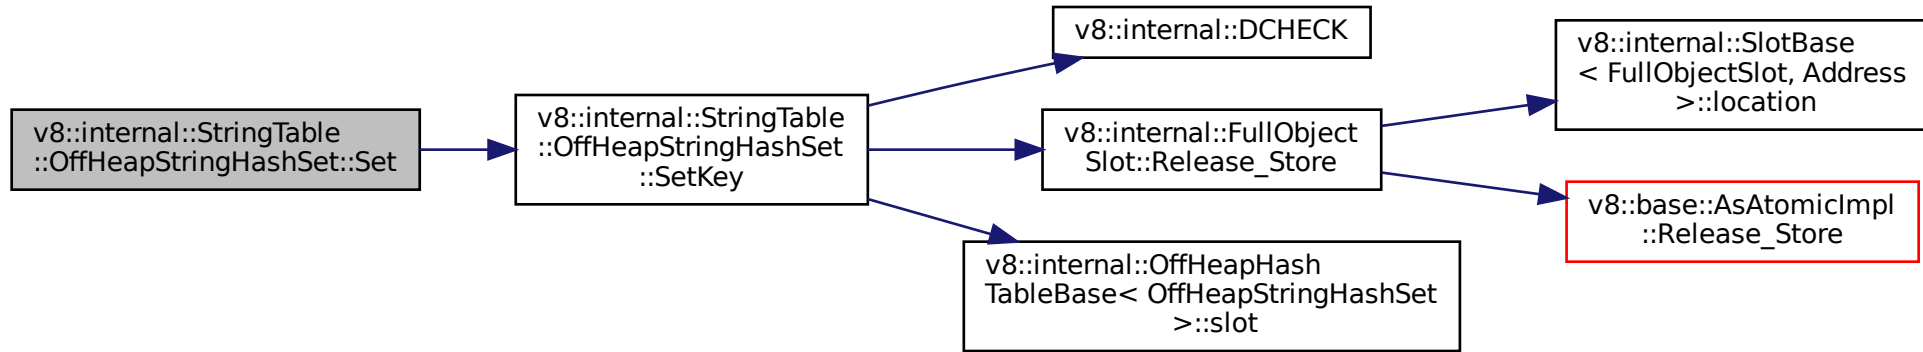 v8::internal::StringTable
::OffHeapStringHashSet::Set
v8::internal::StringTable
::OffHeapStringHashSet
::SetKey
v8::internal::DCHECK
v8::internal::FullObject
Slot::Release_Store
v8::internal::OffHeapHash
TableBase< OffHeapStringHashSet
>::slot
v8::internal::SlotBase
< FullObjectSlot, Address
>::location
v8::base::AsAtomicImpl
::Release_Store